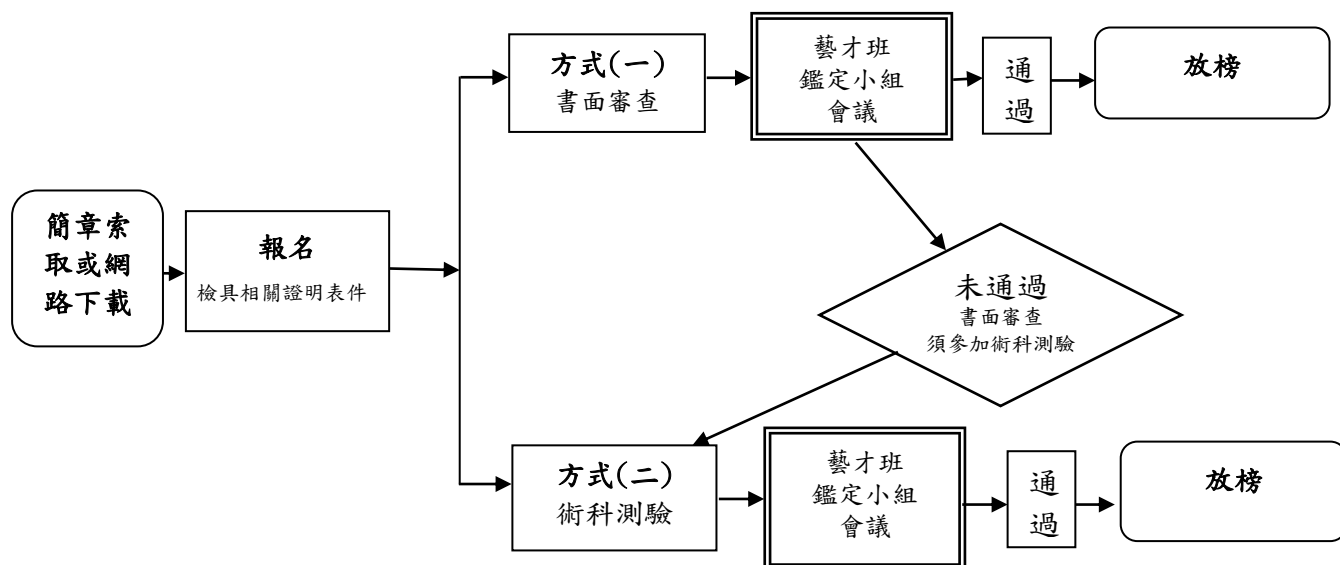 簡章索
取或網
路下載
報名
檢具相關證明表件
方式(一)
書面審查
藝才班
鑑定小組
會議
通
過
放榜
未通過
書面審查
須參加術科測驗
方式(二)
術科測驗
藝才班
鑑定小組
會議
通
過
放榜